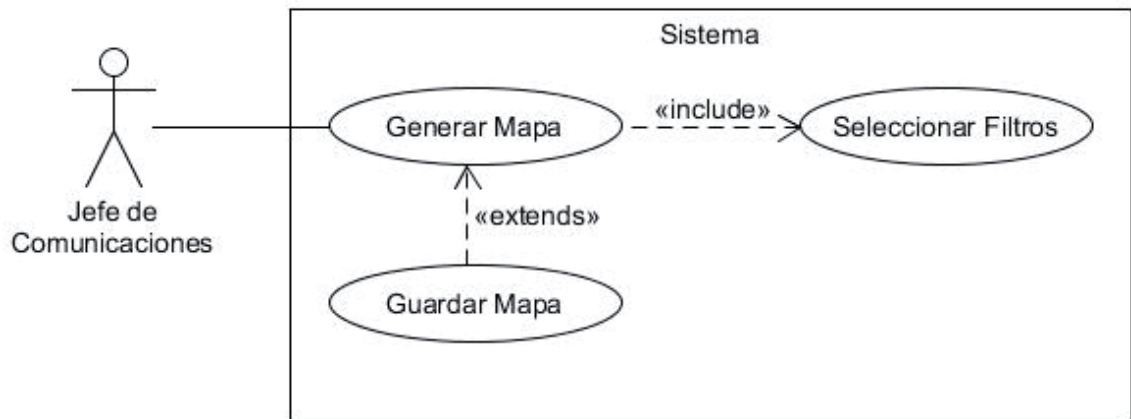 Sistema
Generar Mapa
«include»
Seleccionar Filtros
Jefe de
Comunicaciones
«extends»
Guardar Mapa